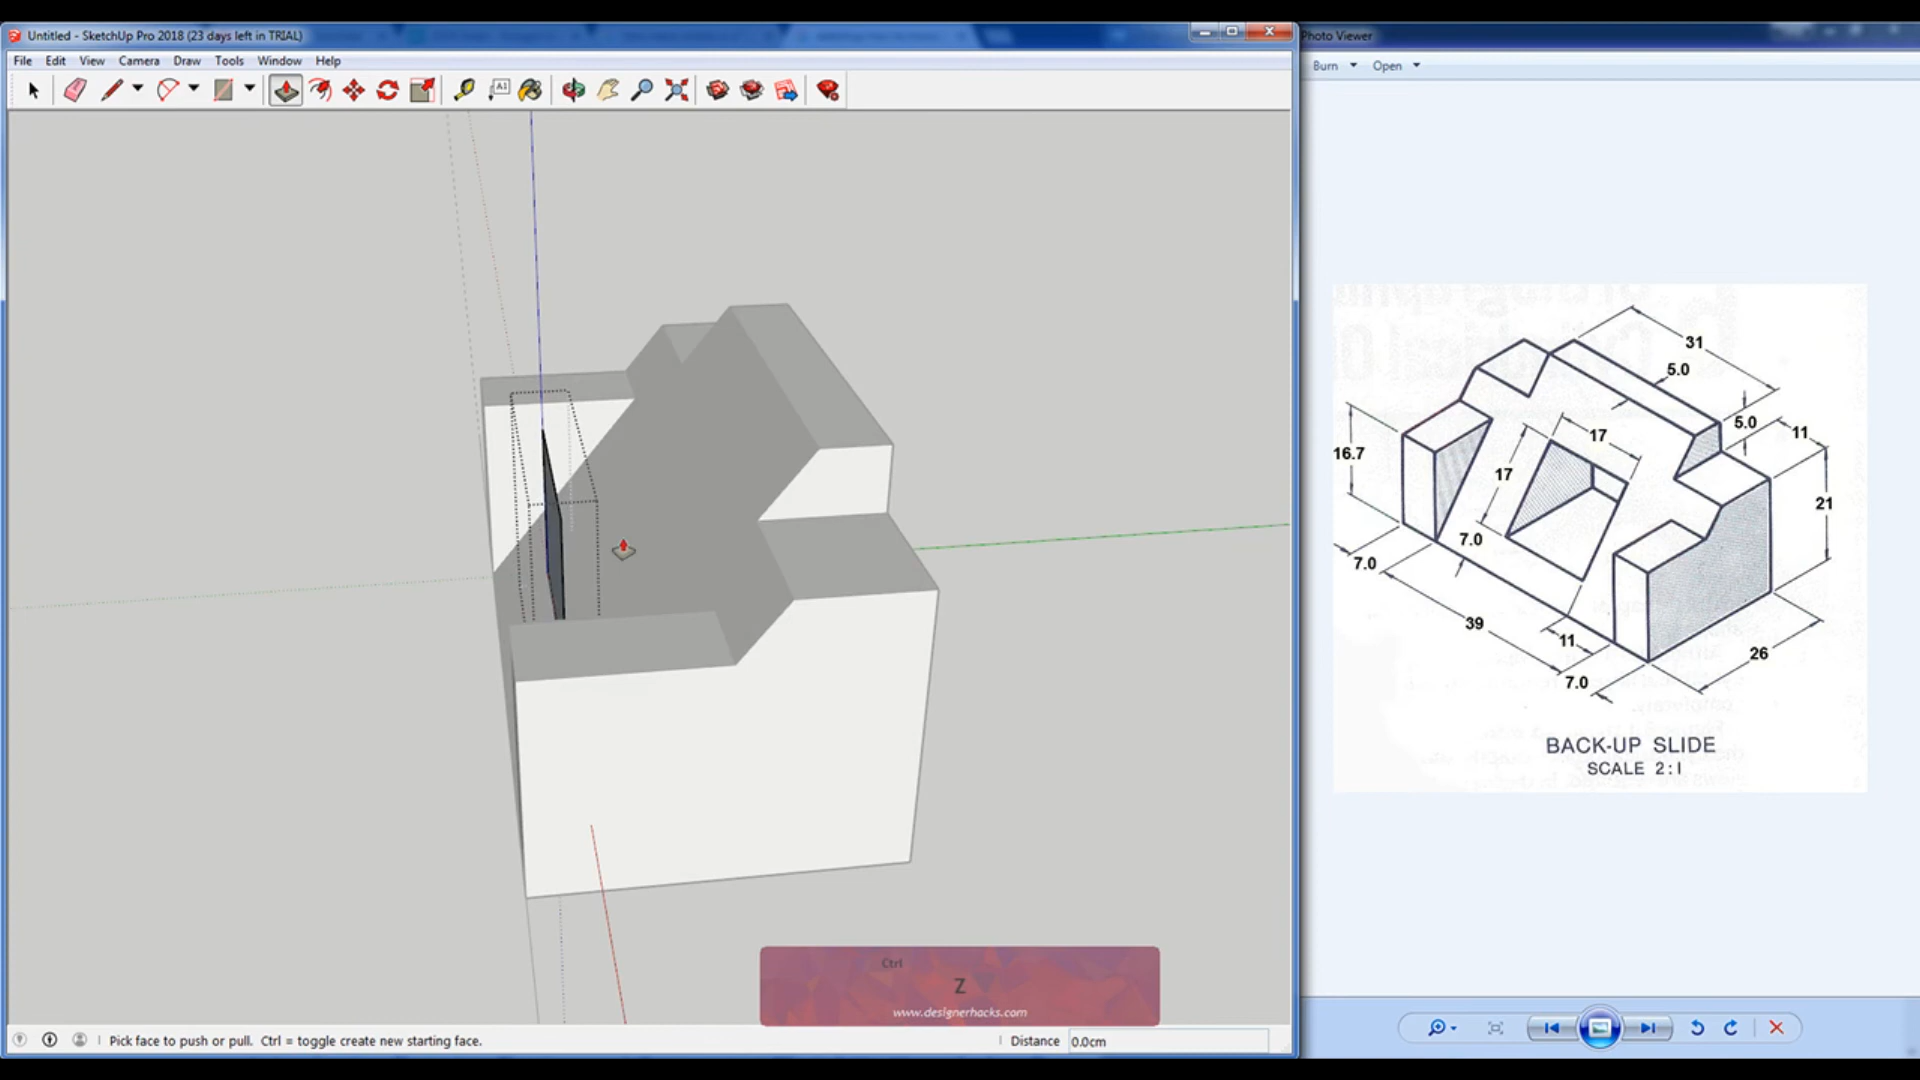 Untitled - SketchUp Pro 2018 (23 days left in TRIAL)
Photo Viewer
File Edit View Camera Draw Tools Window Help
Burn Open
A1
31
5.0
5.0
11
17
16.7
17
21
7.0
7.0
39
11
26
7.0
BACK-UP SLIDE
SCALE 2:1
Ctrl
Z
www.designerhacks.com
Pick face to push or pull. Ctrl = toggle create new starting face.
Distance 0.0cm